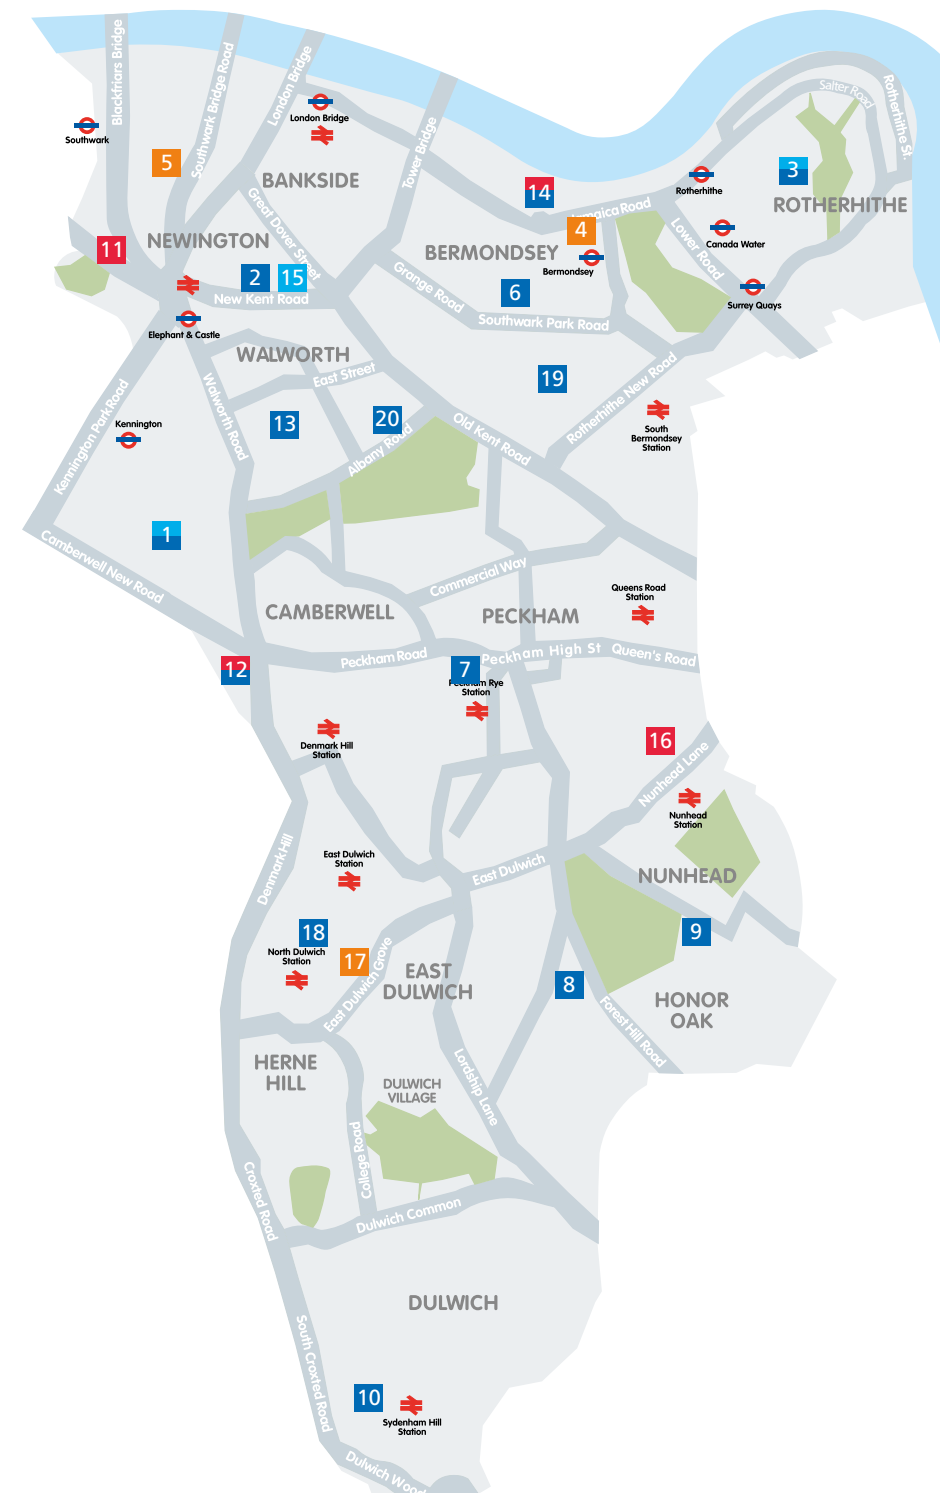 Blackfriars Bridge
Southwark Bridge Road
London Bridge
Tower Bridge
London Bridge
Southwark
5
BANKSIDE
14
Salter Road
Rotherhithe St.
3
Rotherhithe
ROTHERHITHE
Great Dover Street
Jamaica Road
4
11
NEWINGTON
BERMONDSEY
Bermondsey
Lower Road
Canada Water
2
15
New Kent Road
Grange Road
6
Surrey Quays
Elephant & Castle
Southwark Park Road
WALWORTH
East Street
19
Rotherhithe New Road
Kennington Park Road
Walworth Road
Kennington
13
20
Albany Road
Old Kent Road
South
Bermondsey
Station
1
Camberwell New Road
Commercial Way
Queens Road
Station
CAMBERWELL
PECKHAM
12
Peckham Road
7
Peckham High St
Queen's Road
Peckham Rye
Station
Denmark Hill
Station
16
Nunhead Lane
Nunhead
Station
Denmark Hill
East Dulwich
Station
East Dulwich
NUNHEAD
18
North Dulwich
Station
17
East Dulwich Grove
EAST
DULWICH
9
8
HONOR
OAK
Forest Hill Road
HERNE
HILL
Lordship Lane
DULWICH
VILLAGE
College Road
Croxted Road
Dulwich Common
DULWICH
South Croxted Road
10
Sydenham Hill
Station
Dulwich Wood